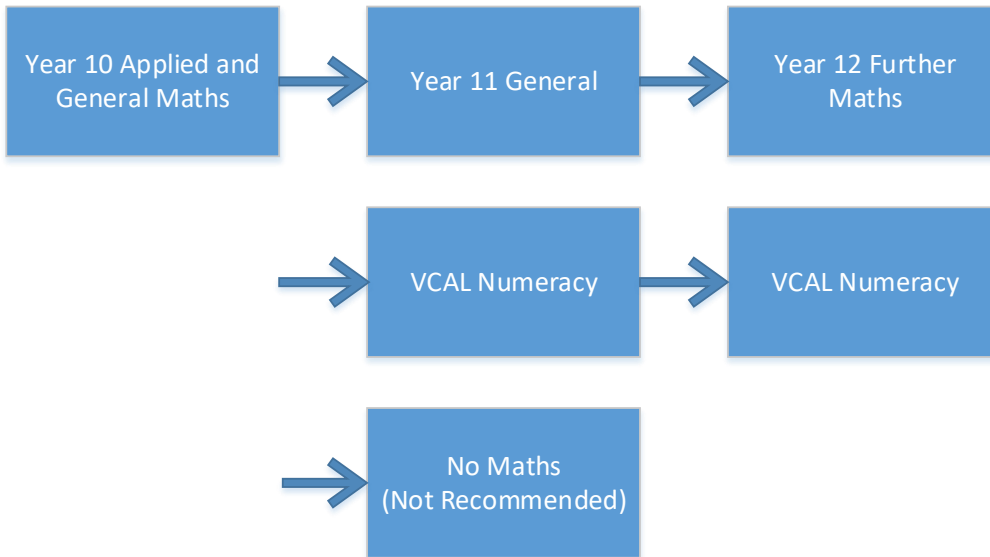 Year 10 Applied and
General Maths
Year 11 General
Year 12 Further
Maths
VCAL Numeracy
VCAL Numeracy
No Maths
(Not Recommended)